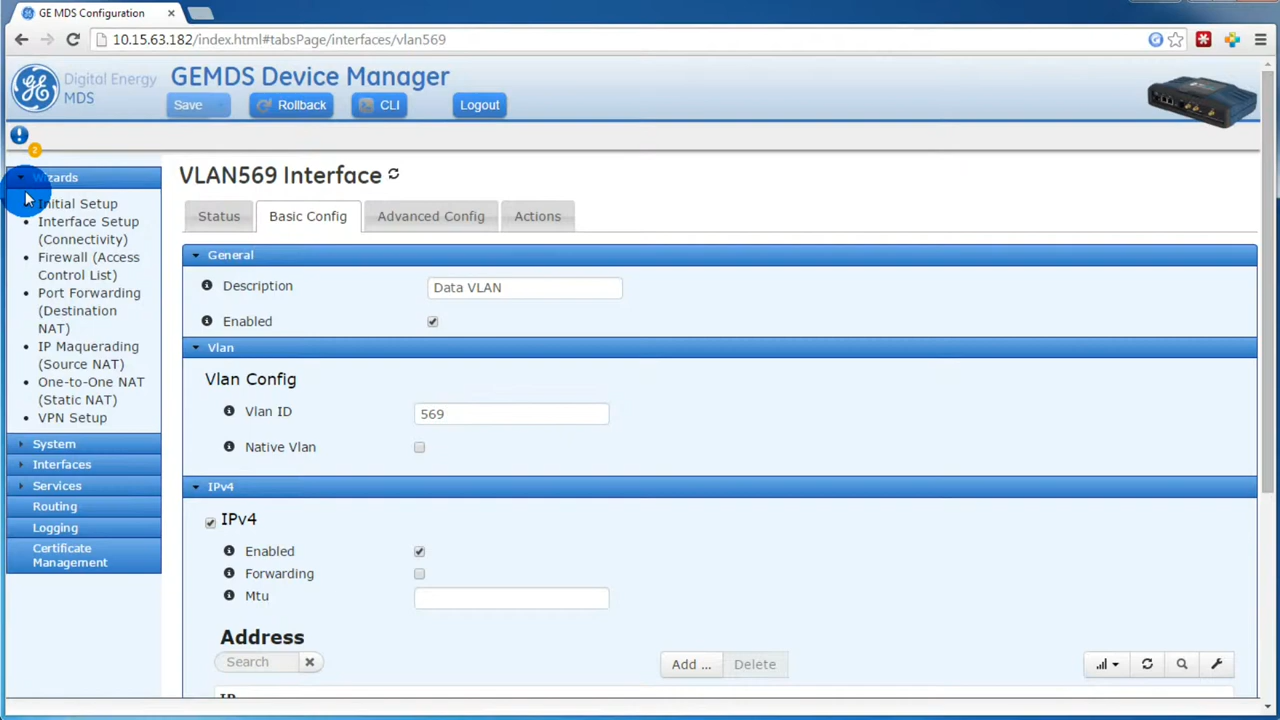 GE MDS Configuration
10.15.63.182/index.html#tabsPage/interfaces/vlan569
Digital Energy
MDS
GEMDS Device Manager
Save
Rollback
CLI
Logout
2
Wizards
Initial Setup
Interface Setup
(Connectivity)
Firewall (Access
Control List)
Port Forwarding
(Destination
NAT)
IP Maquerading
(Source NAT)
One-to-One NAT
(Static NAT)
VPN Setup
System
Interfaces
Services
Routing
Logging
Certificate
Management
VLAN569 Interface
Status
Basic Config
Advanced Config
Actions
General
Description
Data VLAN
Enabled
Vlan
Vlan Config
Vlan ID
569
Native Vlan
IPv4
IPv4
Enabled
Forwarding
Mtu
Address
Search
Add ...
Delete
IP